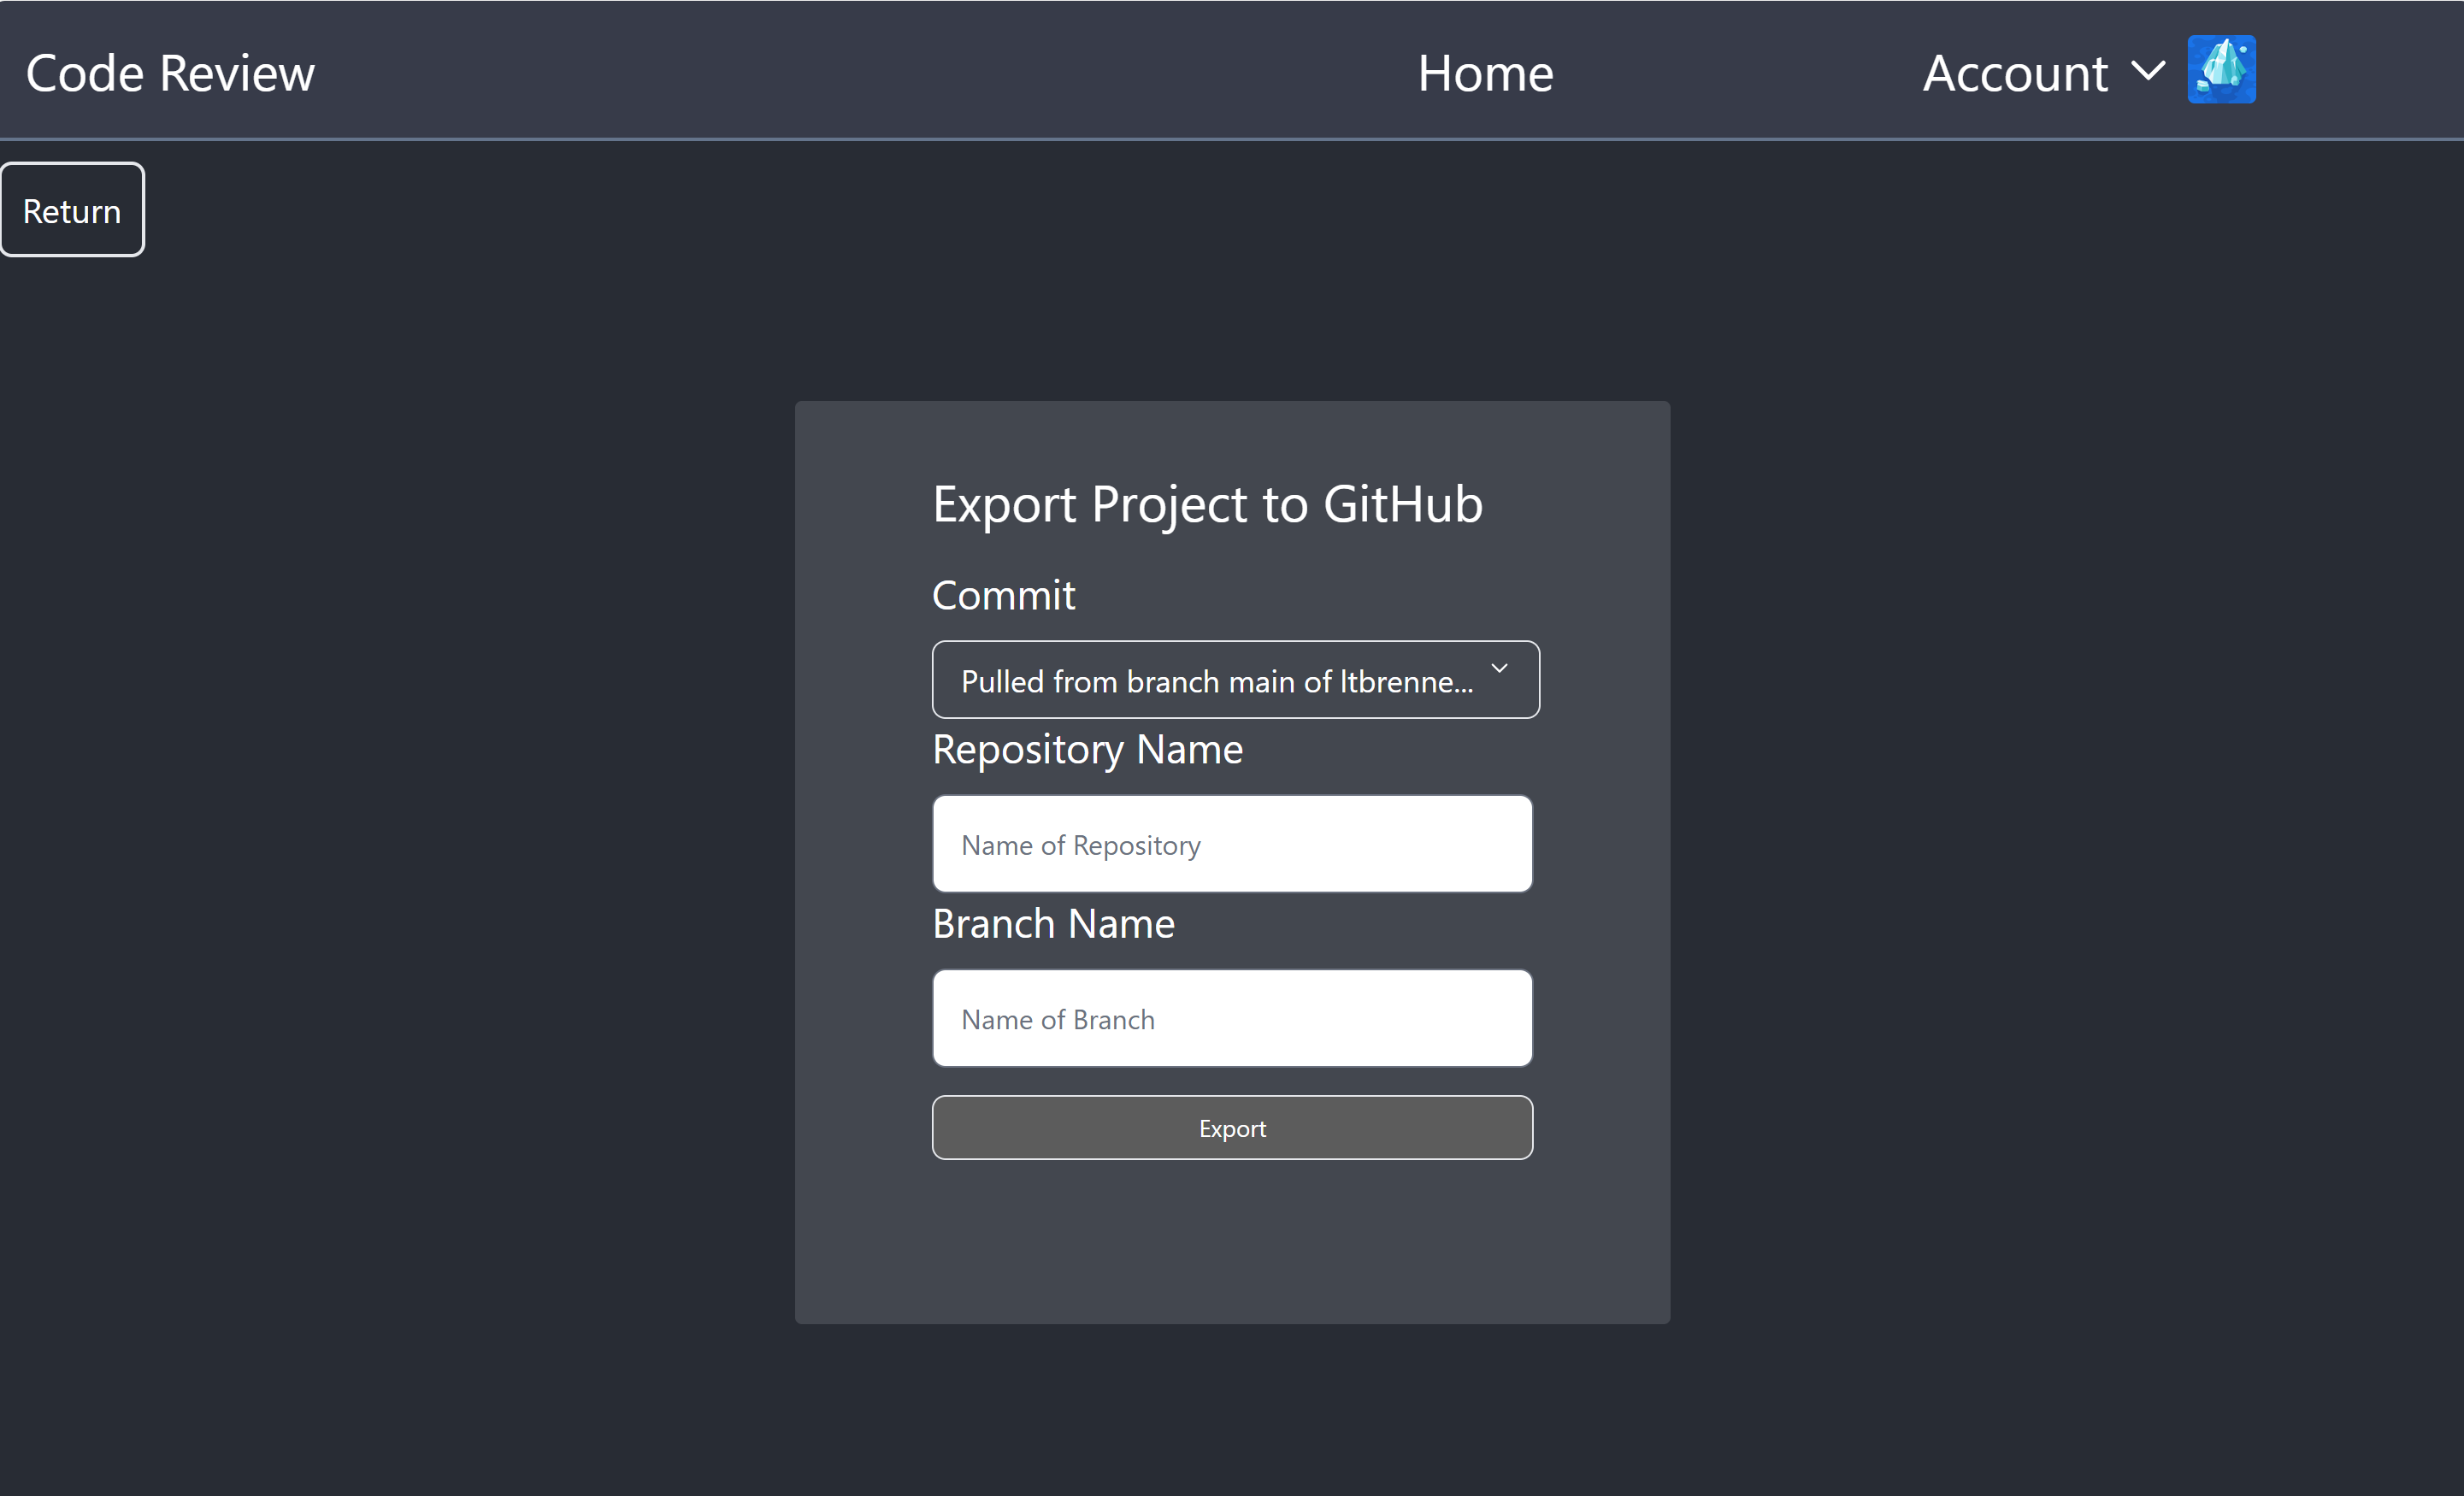 Code Review
Home
Account
Return
Export Project to GitHub
Commit
Pulled from branch main of ltbrenne...
Repository Name
Name of Repository
Branch Name
Name of Branch
Export